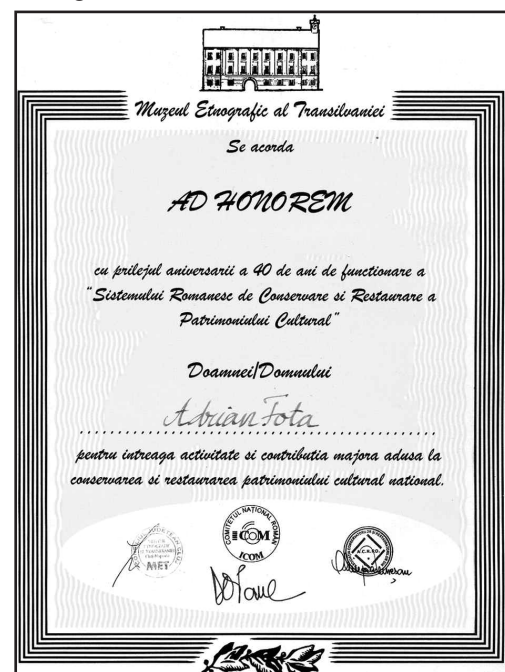 Muzeul Etnografic al Transilvaniei
Se acorda
AD HONOREM
cu prilejul aniversarii a 40 de ani de functionare a
"Sistemului Romanesc de Conservare si Restaurare a
Patrimoniului Cultural"
Doamnei/Domnului
Adrian Fota
pentru intreaga activitate si contributia majora adusa la
conservarea si restaurarea patrimoniului cultural national.
MET
COMITETUL NAȚIONAL ROMAN
ICOM
ICOM